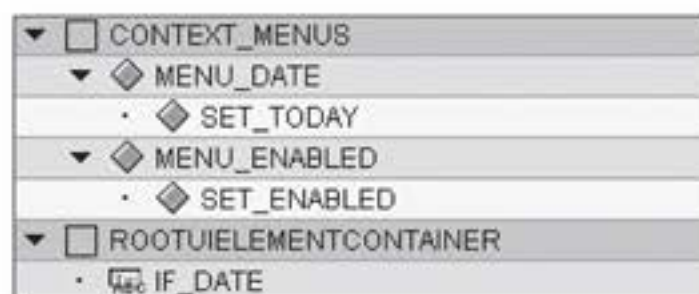 CONTEXT_MENUS
MENU_DATE
SET_TODAY
MENU_ENABLED
SET_ENABLED
ROOTUIELEMENTCONTAINER
IF_DATE